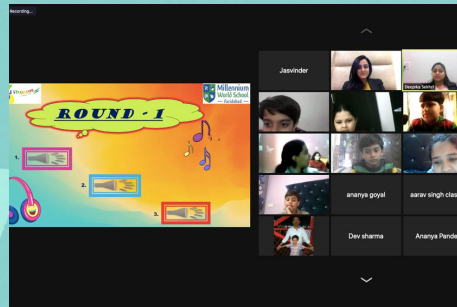 Recording...
Millennium
World School
Faridabad
ROUND - 1
1.
2.
3.
Jasvinder
Deepika Sekhri
ananya goyal
aarav singh clas
Dev sharma
Ananya Pande